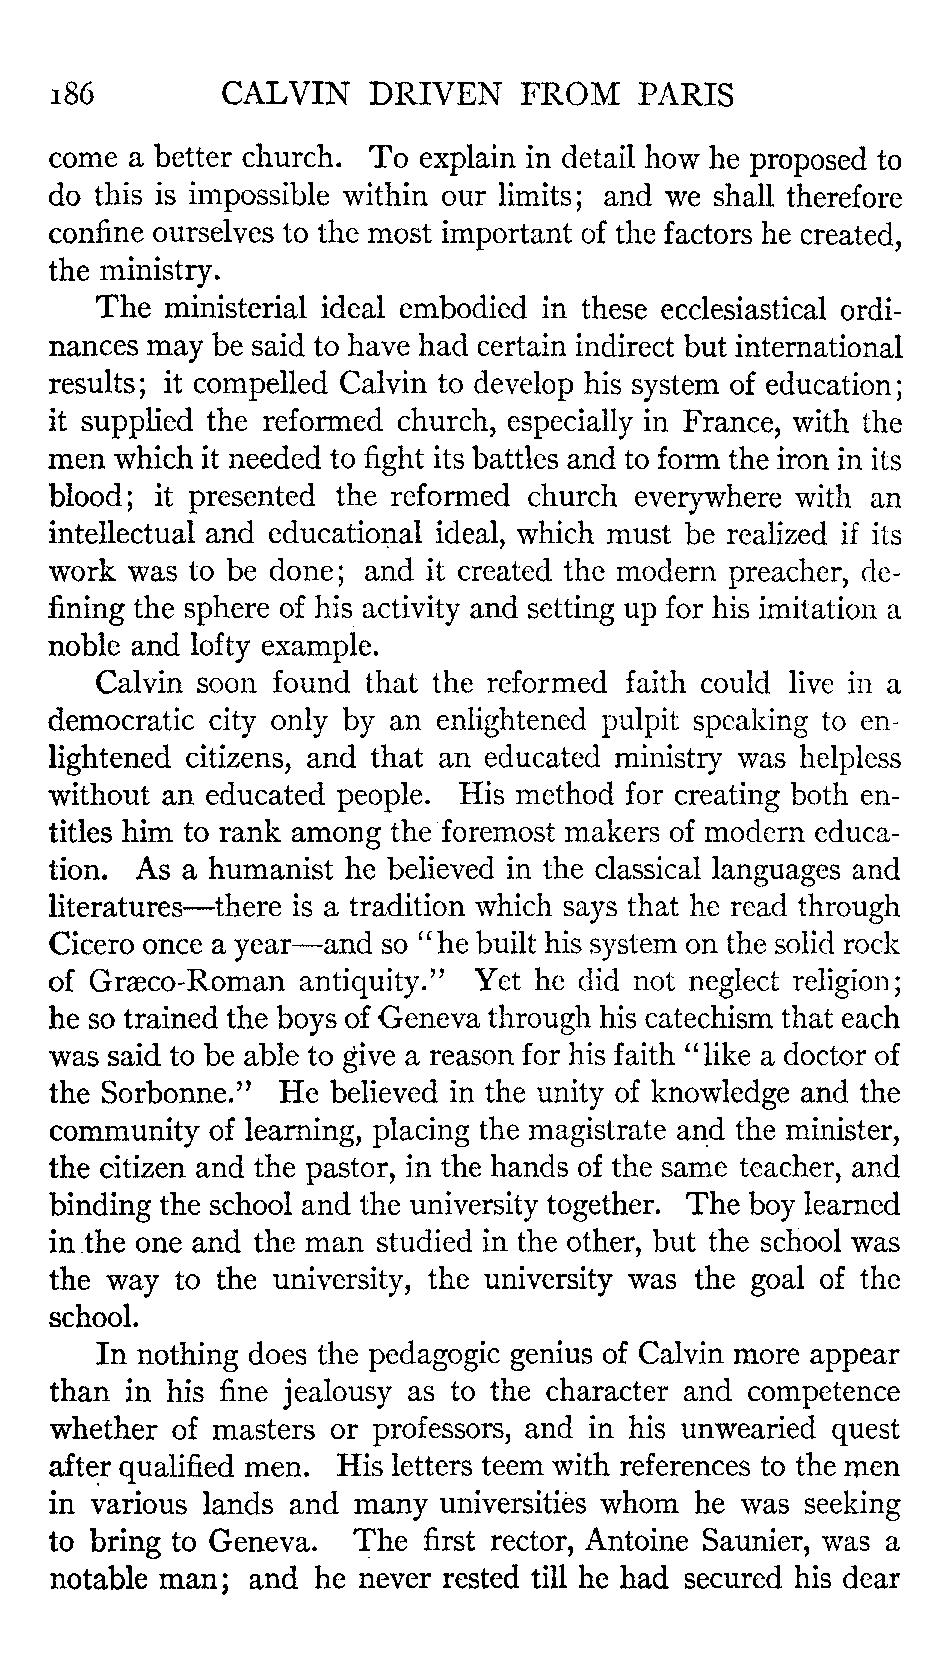 186 CALVIN DRIVEN FROM PARIS
come a better church. To explain in detail how he proposed to
do this is impossible within our limits; and we shall therefore
confine ourselves to the most important of the factors he created,
the ministry.
The ministerial ideal embodied in these ecclesiastical ordi-
nances may be said to have had certain indirect but international
results; it compelled Calvin to develop his system of education;
it supplied the reformed church, especially in France, with the
men which it needed to fight its battles and to form the iron in its
blood; it presented the reformed church everywhere with an
intellectual and educational ideal, which must be realized if its
work was to be done; and it created the modern preacher, de-
fining the sphere of his activity and setting up for his imitation a
noble and lofty example.
Calvin soon found that the reformed faith could live in a
democratic city only by an enlightened pulpit speaking to en-
lightened citizens, and that an educated ministry was helpless
without an educated people. His method for creating both en-
titles him to rank among the foremost makers of modern educa-
tion. As a humanist he believed in the classical languages and
literatures—there is a tradition which says that he read through
Cicero once a year—and so "he built his system on the solid rock
of Græco-Roman antiquity." Yet he did not neglect religion;
he so trained the boys of Geneva through his catechism that each
was said to be able to give a reason for his faith "like a doctor of
the Sorbonne." He believed in the unity of knowledge and the
community of learning, placing the magistrate and the minister,
the citizen and the pastor, in the hands of the same teacher, and
binding the school and the university together. The boy learned
in the one and the man studied in the other, but the school was
the way to the university, the university was the goal of the
school.
In nothing does the pedagogic genius of Calvin more appear
than in his fine jealousy as to the character and competence
whether of masters or professors, and in his unwearied quest
after qualified men. His letters teem with references to the men
in various lands and many universities whom he was seeking
to bring to Geneva. The first rector, Antoine Saunier, was a
notable man; and he never rested till he had secured his dear